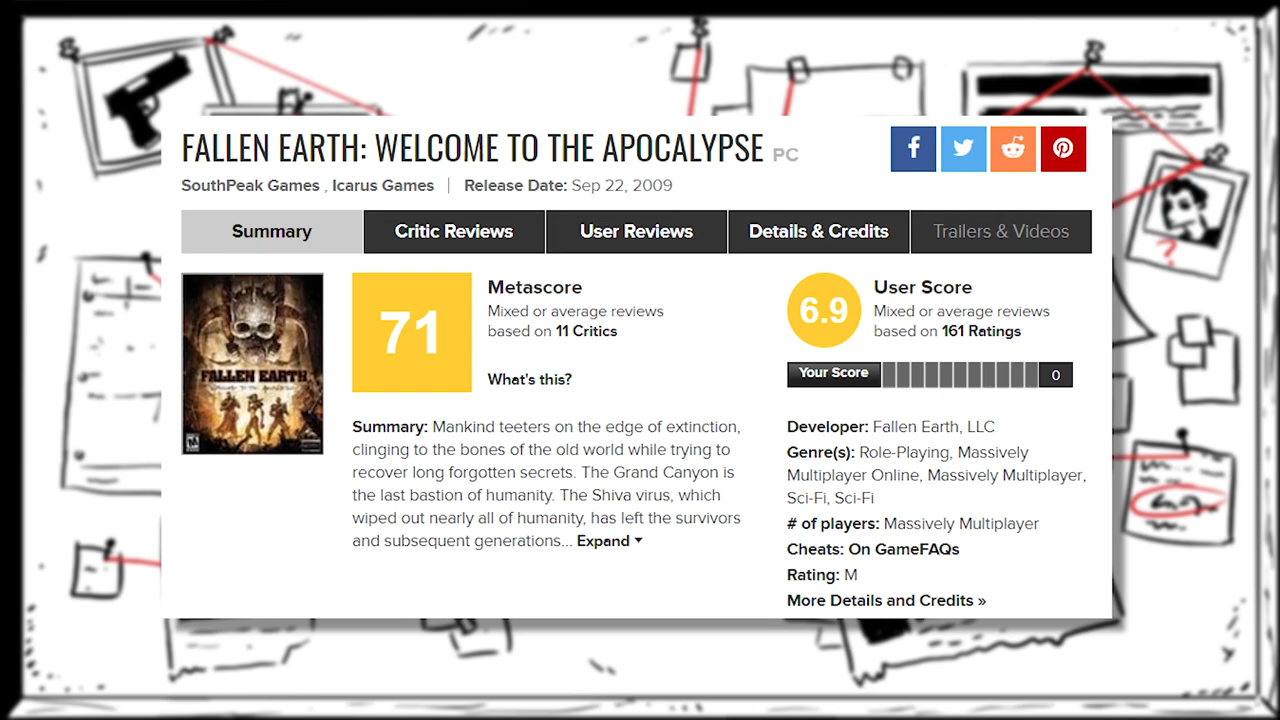 FALLEN EARTH: WELCOME TO THE APOCALYPSE PC
SouthPeak Games , Icarus Games | Release Date: Sep 22, 2009
Summary
Critic Reviews
User Reviews
Details & Credits
Trailers & Videos
FALLEN EARTH
71
Metascore
Mixed or average reviews
based on 11 Critics
What's this?
Summary: Mankind teeters on the edge of extinction,
clinging to the bones of the old world while trying to
recover long forgotten secrets. The Grand Canyon is
the last bastion of humanity. The Shiva virus, which
wiped out nearly all of humanity, has left the survivors
and subsequent generations... Expand
6.9
User Score
Mixed or average reviews
based on 161 Ratings
Your Score
0
Developer: Fallen Earth, LLC
Genre(s): Role-Playing, Massively
Multiplayer Online, Massively Multiplayer,
Sci-Fi, Sci-Fi
# of players: Massively Multiplayer
Cheats: On GameFAQs
Rating: M
More Details and Credits »